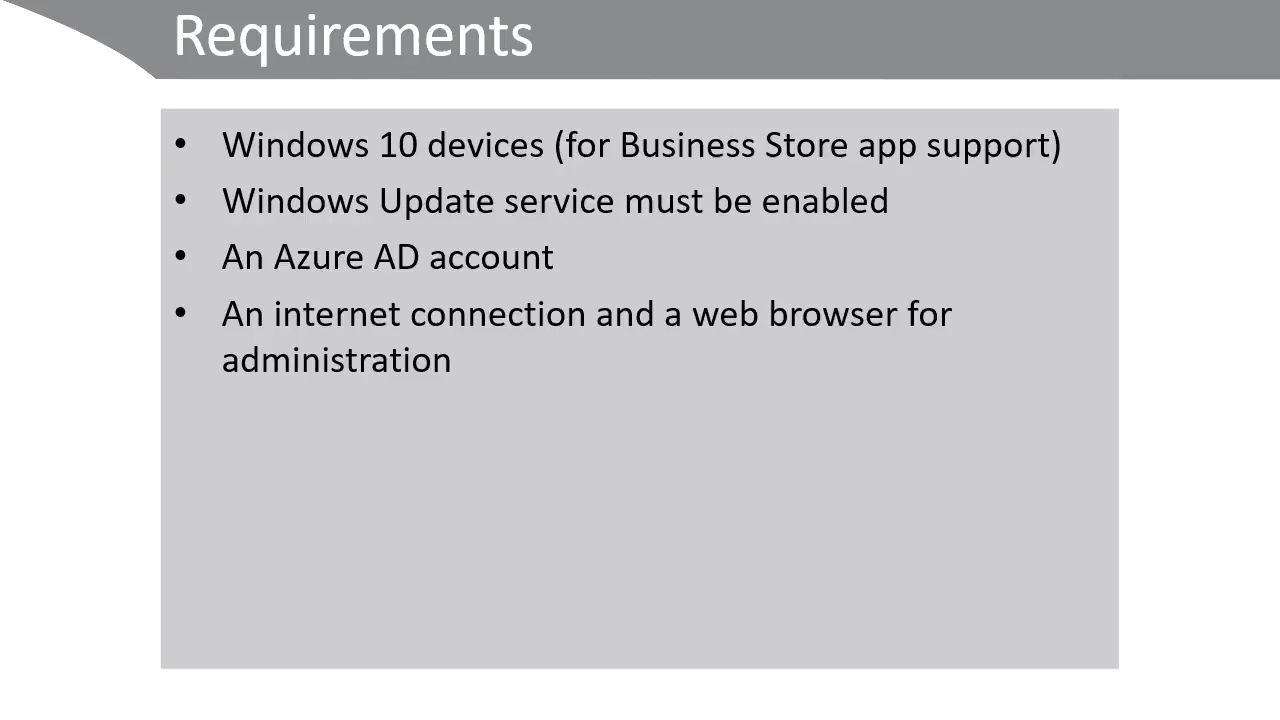 Requirements
• Windows 10 devices (for Business Store app support)
• Windows Update service must be enabled
• An Azure AD account
• An internet connection and a web browser for
administration